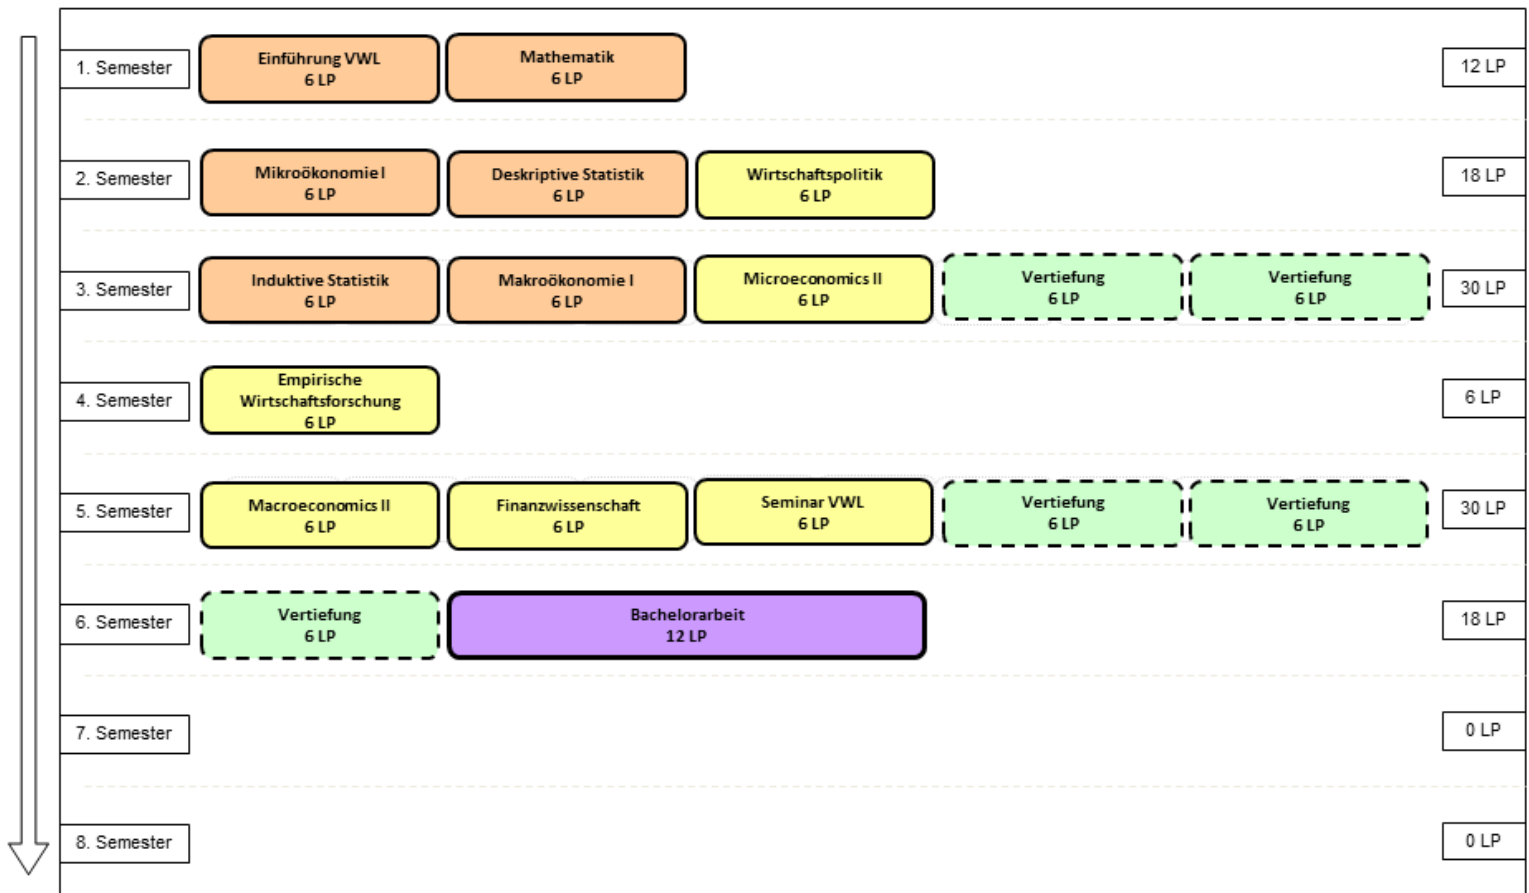 1. Semester
Einführung VWL
6 LP
Mathematik
6 LP
12 LP
2. Semester
Mikroökonomie I
6 LP
Deskriptive Statistik
6 LP
Wirtschaftspolitik
6 LP
18 LP
3. Semester
Induktive Statistik
6 LP
Makroökonomie I
6 LP
Microeconomics II
6 LP
Vertiefung
6 LP
Vertiefung
6 LP
30 LP
4. Semester
Empirische
Wirtschaftsforschung
6 LP
6 LP
5. Semester
Macroeconomics II
6 LP
Finanzwissenschaft
6 LP
Seminar VWL
6 LP
Vertiefung
6 LP
Vertiefung
6 LP
30 LP
6. Semester
Vertiefung
6 LP
Bachelorarbeit
12 LP
18 LP
7. Semester
0 LP
8. Semester
0 LP